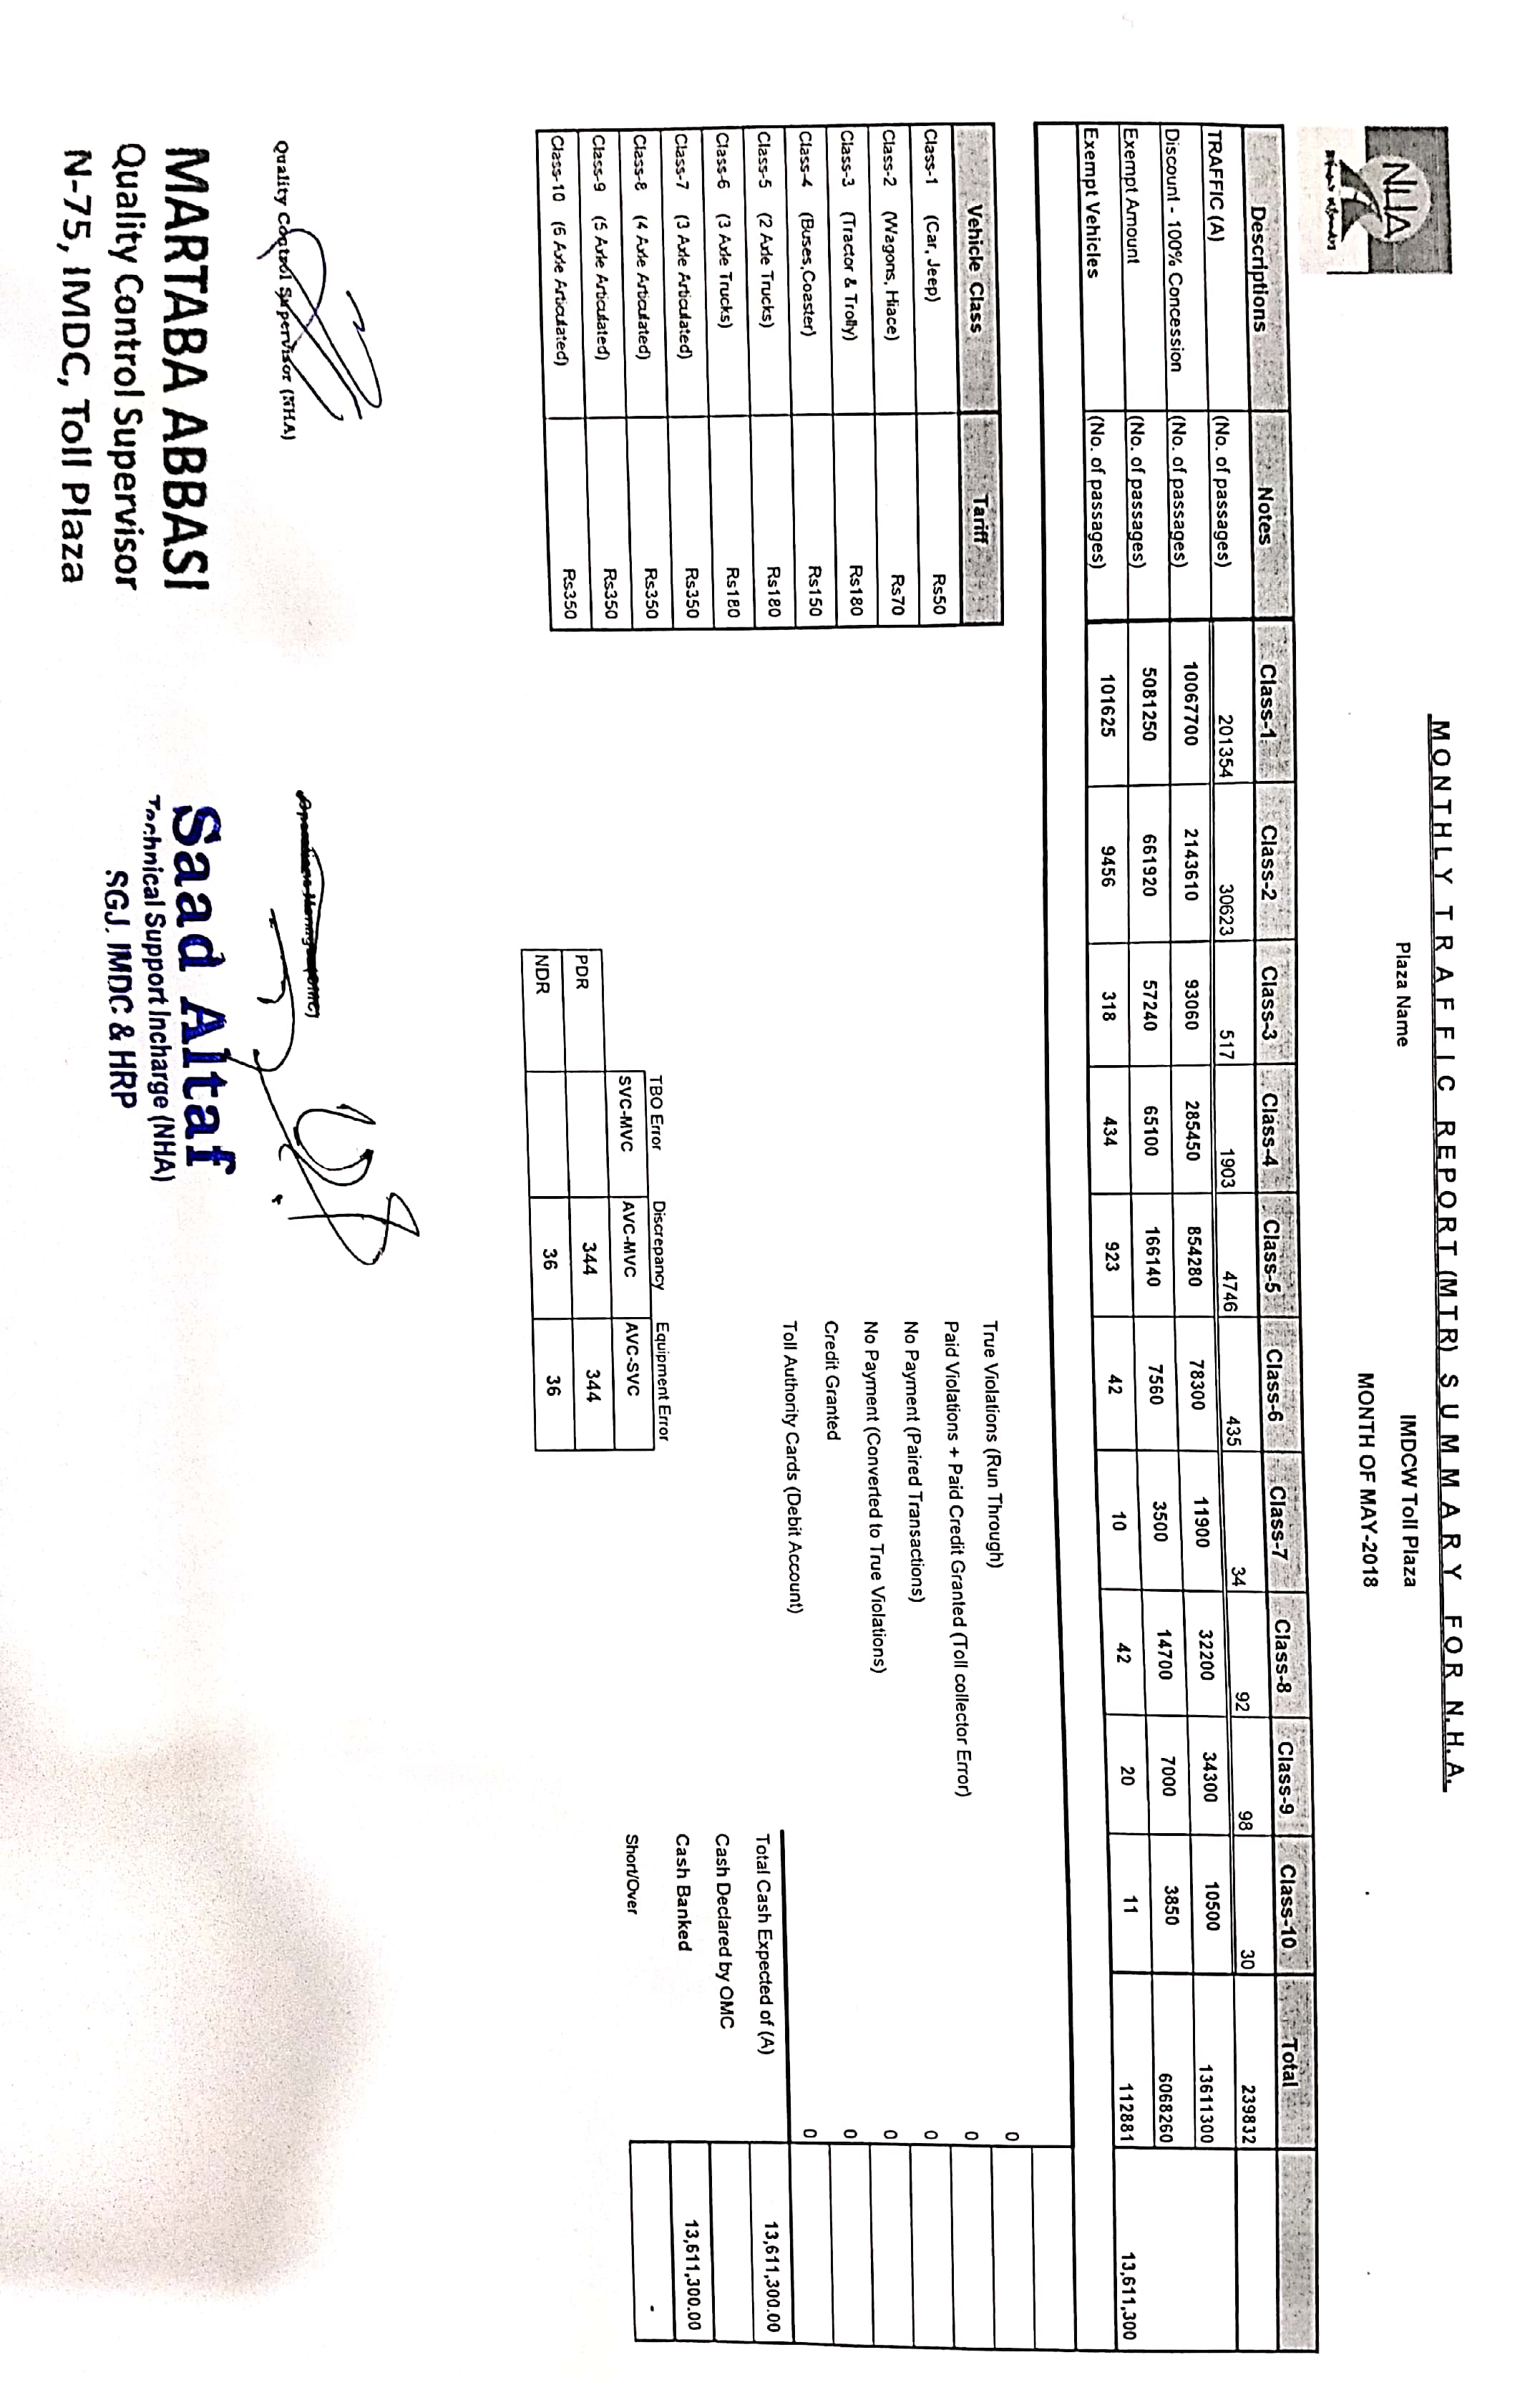 NHA
MONTHLY TRAFFIC REPORT (MTR) SUMMARY FOR N.H.A.
Plaza Name IMDCW Toll Plaza
MONTH OF MAY-2018
Descriptions Notes Class-1 Class-2 Class-3 Class-4 Class-5 Class-6 Class-7 Class-8 Class-9 Class-10 Total
TRAFFIC (A) (No. of passages) 201354 30623 517 1903 4746 435 34 92 98 30 239832
Discount - 100% Concession (No. of passages) 10067700 2143610 93060 285450 854280 78300 11900 32200 34300 10500 13611300
Exempt Amount (No. of passages) 5081250 661920 57240 65100 166140 7560 3500 14700 7000 3850 6068260
Exempt Vehicles (No. of passages) 101625 9456 318 434 923 42 10 42 20 11 112881 13,611,300
Vehicle Class Tariff
Class-1 (Car, Jeep) Rs50
Class-2 (Wagons, Hiace) Rs70
Class-3 (Tractor & Trolly) Rs180
Class-4 (Buses,Coaster) Rs150
Class-5 (2 Axle Trucks) Rs180
Class-6 (3 Axle Trucks) Rs180
Class-7 (3 Axle Articulated) Rs350
Class-8 (4 Axle Articulated) Rs350
Class-9 (5 Axle Articulated) Rs350
Class-10 (6 Axle Articulated) Rs350
True Violations (Run Through) 0
Paid Violations + Paid Credit Granted (Toll collector Error) 0
No Payment (Paired Transactions) 0
No Payment (Converted to True Violations) 0
Credit Granted 0
Toll Authority Cards (Debit Account) 0
Total Cash Expected of (A) 13,611,300.00
Cash Declared by OMC
Cash Banked 13,611,300.00
Short/Over -
TBO Error Discrepancy Equipment Error
SVC-MVC AVC-MVC AVC-SVC
PDR 344 344
NDR 36 36
Quality Control Supervisor (NHA)
MARTABA ABBASI
Quality Control Supervisor
N-75, IMDC, Toll Plaza
Saad Altaf
Technical Support Incharge (NHA)
SGJ, IMDC & HRP